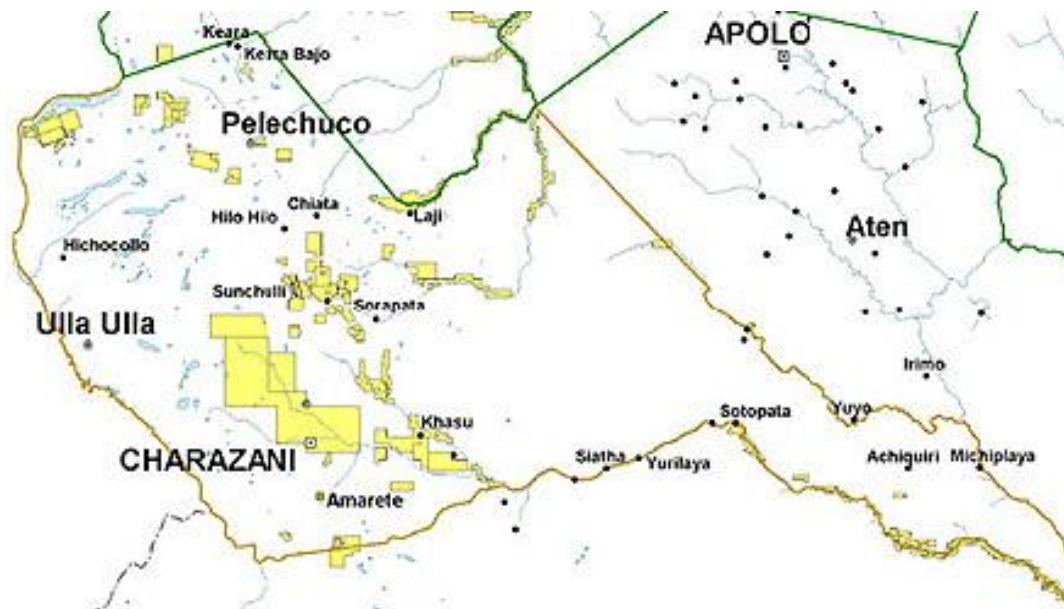 Keara
APOLO
Keara Bajo
Pelechuco
Chiata
Hilo Hilo
Laji
Aten
Hichocollo
Sunchulli
Sorapata
Ulla Ulla
Irimo
Khasu
Sotopata
Yuyo
CHARAZANI
Siatha
Yurilaya
Achiquiri
Michiplaya
Amarete